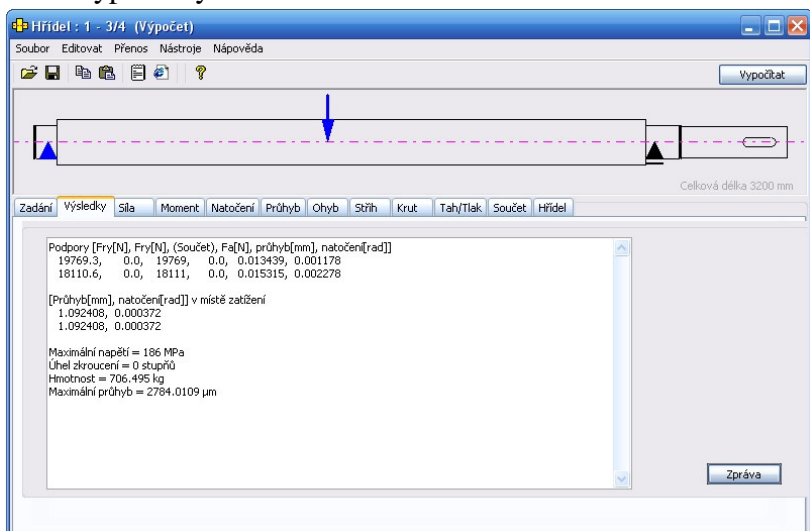 Hřídel : 1 - 3/4 (Výpočet)
Soubor Editovat Přenos Nástroje Nápověda
Vypočítat
Celková délka 3200 mm
Zadání Výsledky Síla Moment Natočení Průhyb Ohyb Střih Krut Tah/Tlak Součet Hřídel
Podpory [Fry[N], Fry[N], (Součet), Fa[N], průhyb[mm], natočení[rad]]
19769.3, 0.0, 19769, 0.0, 0.013439, 0.001178
18110.6, 0.0, 18111, 0.0, 0.015315, 0.002278
[Průhyb[mm], natočení[rad]] v místě zatížení
1.092408, 0.000372
1.092408, 0.000372
Maximální napětí = 186 MPa
Úhel zkroucení = 0 stupňů
Hmotnost = 706.495 kg
Maximální průhyb = 2784.0109 µm
Zpráva